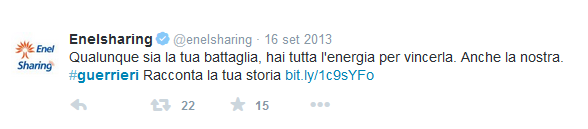 Enel
Sharing
Enelsharing @enelsharing · 16 set 2013
Qualunque sia la tua battaglia, hai tutta l'energia per vincerla. Anche la nostra.
#guerrieri Racconta la tua storia bit.ly/1c9sYFo
22 15